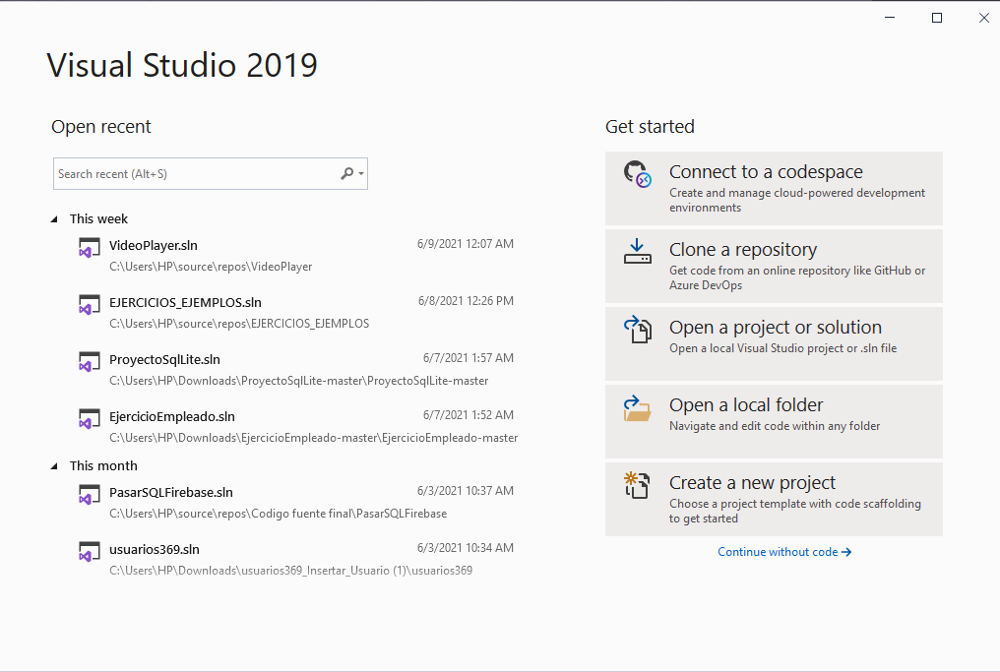 Visual Studio 2019
Open recent
Search recent (Alt+S)
This week
VideoPlayer.sln
6/9/2021 12:07 AM
C:\Users\HP\source\repos\VideoPlayer
EJERCICIOS_EJEMPLOS.sln
6/8/2021 12:26 PM
C:\Users\HP\source\repos\EJERCICIOS_EJEMPLOS
ProyectoSqlLite.sln
6/7/2021 1:57 AM
C:\Users\HP\Downloads\ProyectoSqlLite-master\ProyectoSqlLite-master
EjercicioEmpleado.sln
6/7/2021 1:52 AM
C:\Users\HP\Downloads\EjercicioEmpleado-master\EjercicioEmpleado-master
This month
PasarSQLFirebase.sln
6/3/2021 10:37 AM
C:\Users\HP\source\repos\Codigo fuente final\PasarSQLFirebase
usuarios369.sln
6/3/2021 10:34 AM
C:\Users\HP\Downloads\usuarios369_Insertar_Usuario (1)\usuarios369
Get started
Connect to a codespace
Create and manage cloud-powered development
environments
Clone a repository
Get code from an online repository like GitHub or
Azure DevOps
Open a project or solution
Open a local Visual Studio project or .sln file
Open a local folder
Navigate and edit code within any folder
Create a new project
Choose a project template with code scaffolding
to get started
Continue without code →